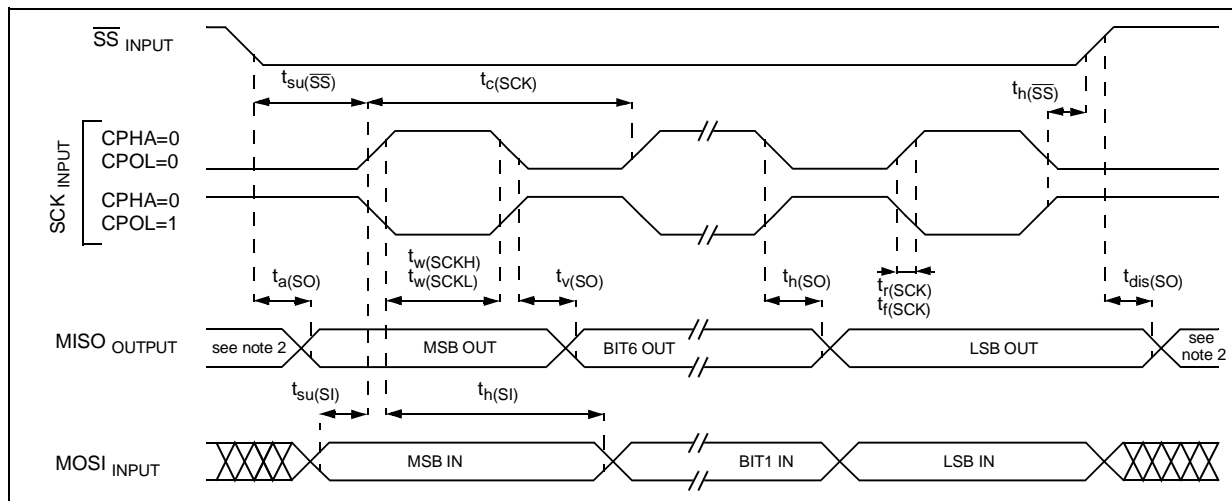 SS INPUT
tsu(SS)
tc(SCK)
th(SS)
SCK INPUT
CPHA=0
CPOL=0
CPHA=0
CPOL=1
ta(SO)
tw(SCKH)
tw(SCKL)
tv(SO)
th(SO)
tr(SCK)
tf(SCK)
tdis(SO)
MISO OUTPUT
see note 2
MSB OUT
BIT6 OUT
LSB OUT
see
note 2
tsu(SI)
th(SI)
MOSI INPUT
MSB IN
BIT1 IN
LSB IN